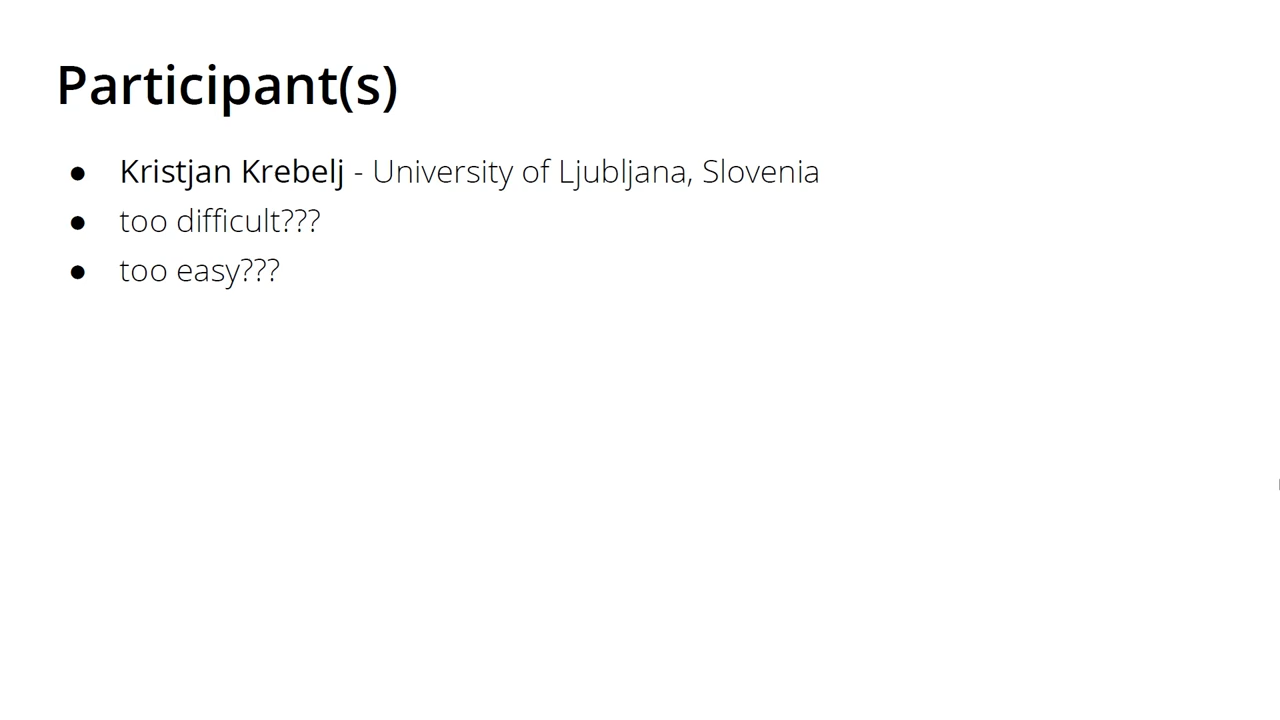 Participant(s)
● Kristjan Krebelj - University of Ljubljana, Slovenia
● too difficult???
● too easy???